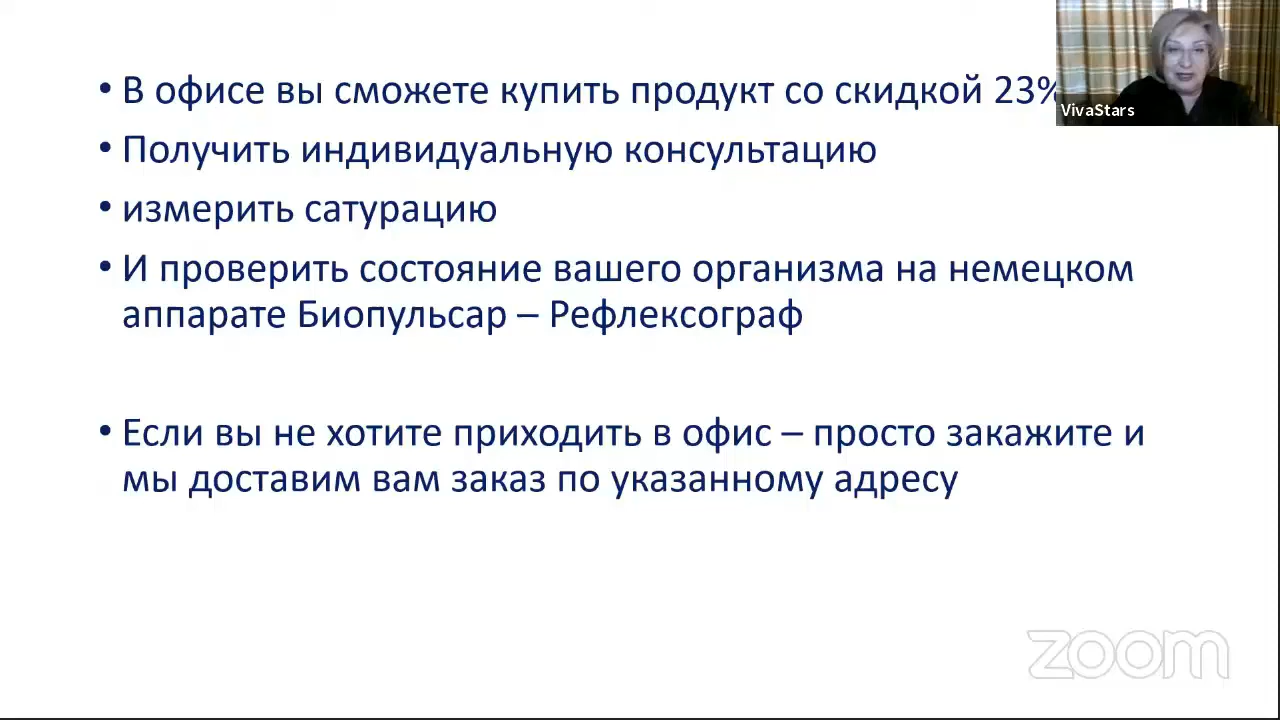 • В офисе вы сможете купить продукт со скидкой 23%
VivaStars
• Получить индивидуальную консультацию
• измерить сатурацию
• И проверить состояние вашего организма на немецком
аппарате Биопульсар – Рефлексограф
• Если вы не хотите приходить в офис – просто закажите и
мы доставим вам заказ по указанному адресу
zoom